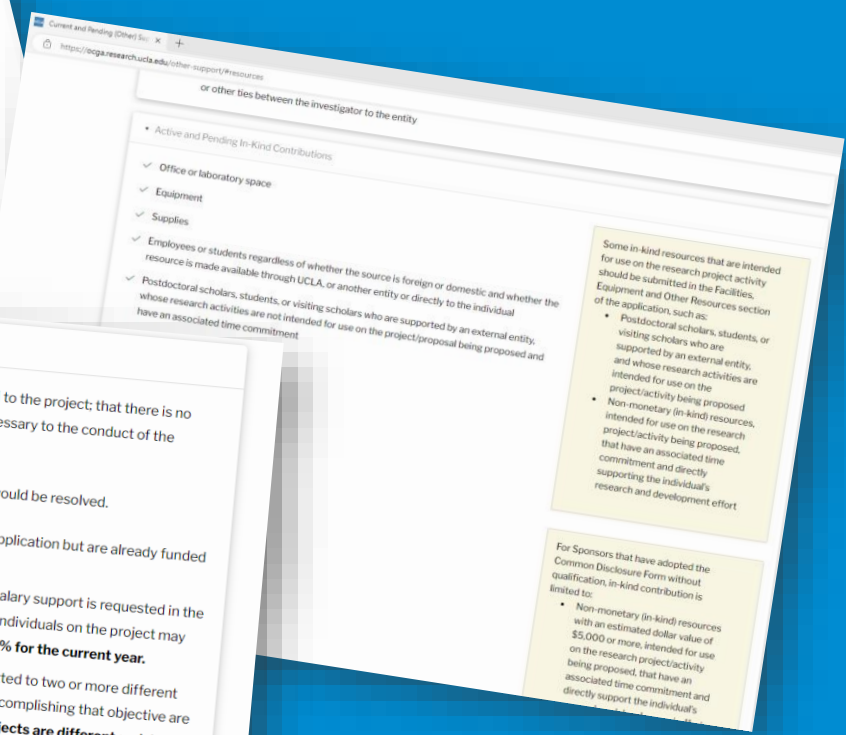 Current and Pending (Other) Su
https://ocga.research.ucla.edu/other-support/#resources
or other ties between the investigator to the entity
• Active and Pending In-Kind Contributions
Office or laboratory space
Equipment
Supplies
Employees or students regardless of whether the source is foreign or domestic and whether the
resource is made available through UCLA, or another entity or directly to the individual
Postdoctoral scholars, students, or visiting scholars who are supported by an external entity,
whose research activities are not intended for use on the project/proposal being proposed and
have an associated time commitment
Some in-kind resources that are intended
for use on the research project activity
should be submitted in the Facilities,
Equipment and Other Resources section
of the application, such as:
• Postdoctoral scholars, students, or
visiting scholars who are
supported by an external entity,
and whose research activities are
intended for use on the
project/activity being proposed
• Non-monetary (in-kind) resources,
intended for use on the research
project/activity being proposed,
that have an associated time
commitment and directly
supporting the individual's
research and development effort
For Sponsors that have adopted the
Common Disclosure Form without
qualification, in-kind contribution is
limited to:
• Non-monetary (in-kind) resources
with an estimated dollar value of
$5,000 or more, intended for use
on the research project/activity
being proposed, that have an
associated time commitment and
directly support the individual's
to the project; that there is no
essary to the conduct of the
ould be resolved.
pplication but are already funded
alary support is requested in the
ndividuals on the project may
% for the current year.
ted to two or more different
complishing that objective are
jects are different